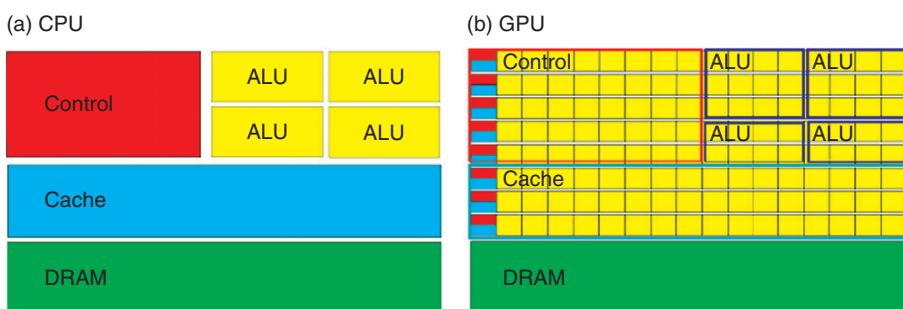 (a) CPU
Control
ALU
ALU
ALU
ALU
Cache
DRAM
(b) GPU
Control
ALU
ALU
ALU
ALU
Cache
DRAM